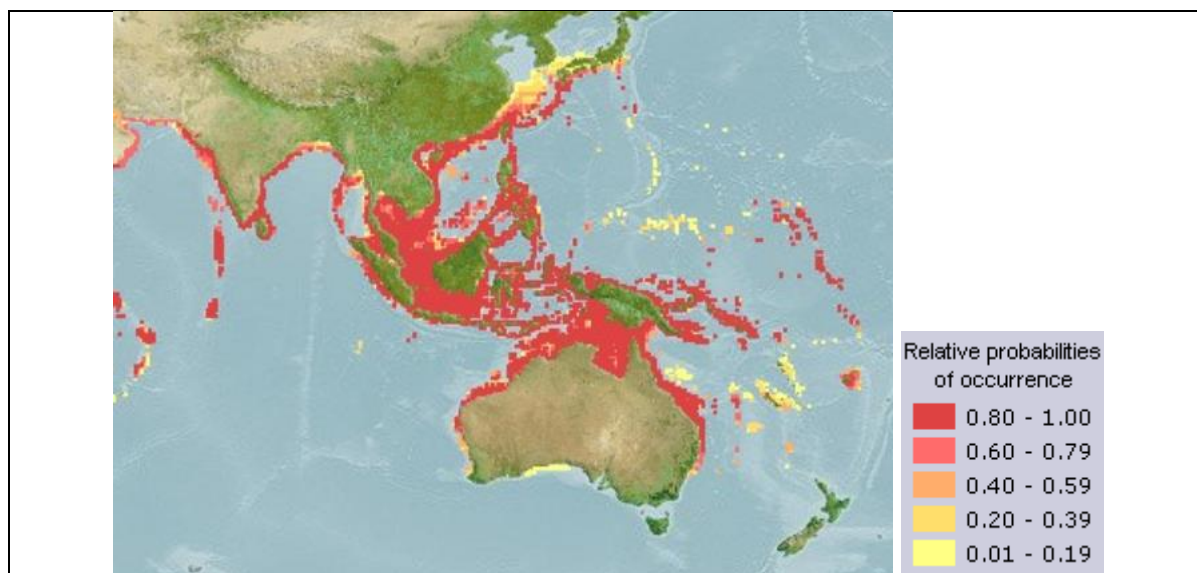 Relative probabilities
of occurrence
0.80 - 1.00
0.60 - 0.79
0.40 - 0.59
0.20 - 0.39
0.01 - 0.19